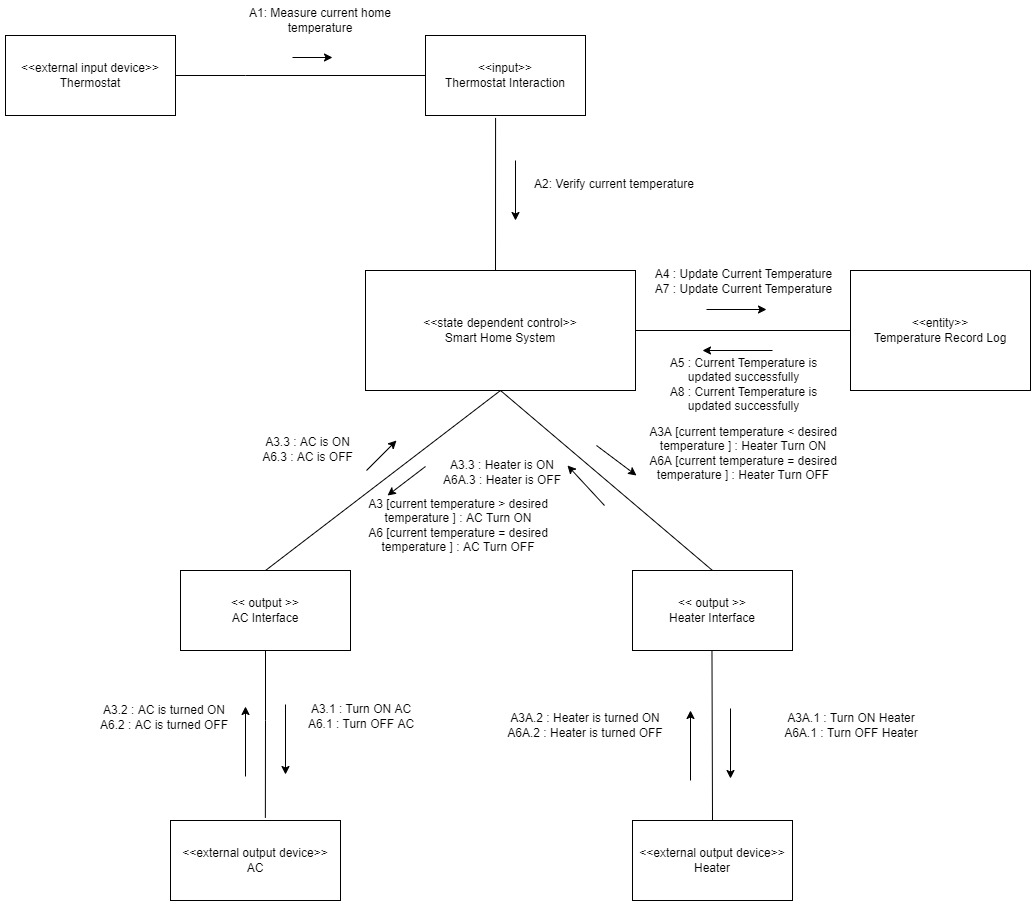 A1: Measure current home
temperature
<<external input device>>
Thermostat
<<input>>
Thermostat Interaction
A2: Verify current temperature
<<state dependent control>>
Smart Home System
A4 : Update Current Temperature
A7 : Update Current Temperature
<<entity>>
Temperature Record Log
A5 : Current Temperature is
updated successfully
A8 : Current Temperature is
updated successfully
A3.3 : AC is ON
A6.3 : AC is OFF
A3.3 : Heater is ON
A6A.3 : Heater is OFF
A3A [current temperature < desired
temperature ] : Heater Turn ON
A6A [current temperature = desired
temperature ] : Heater Turn OFF
A3 [current temperature > desired
temperature ] : AC Turn ON
A6 [current temperature = desired
temperature ] : AC Turn OFF
<< output >>
AC Interface
<< output >>
Heater Interface
A3.2 : AC is turned ON
A6.2 : AC is turned OFF
A3.1 : Turn ON AC
A6.1 : Turn OFF AC
A3A.2 : Heater is turned ON
A6A.2 : Heater is turned OFF
A3A.1 : Turn ON Heater
A6A.1 : Turn OFF Heater
<<external output device>>
AC
<<external output device>>
Heater